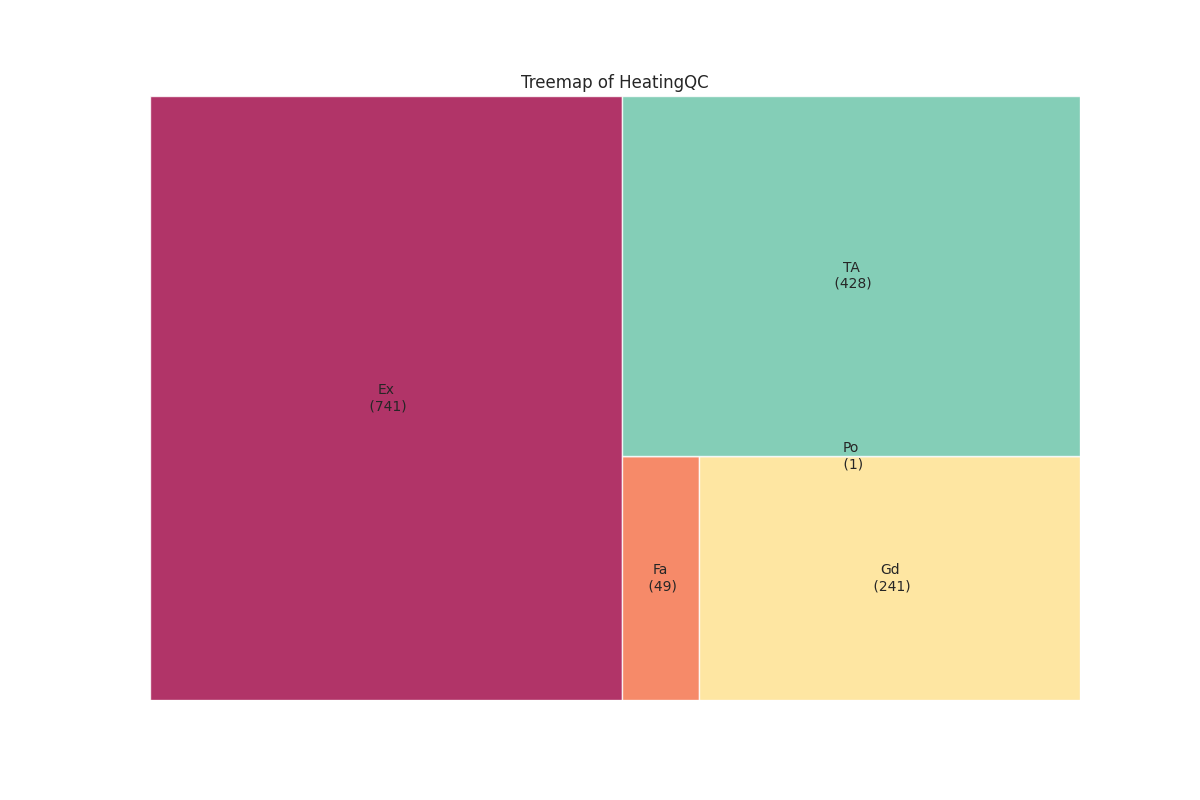 Treemap of HeatingQC
TA
(428)
Ex
(741)
Po
(1)
Fa
(49)
Gd
(241)